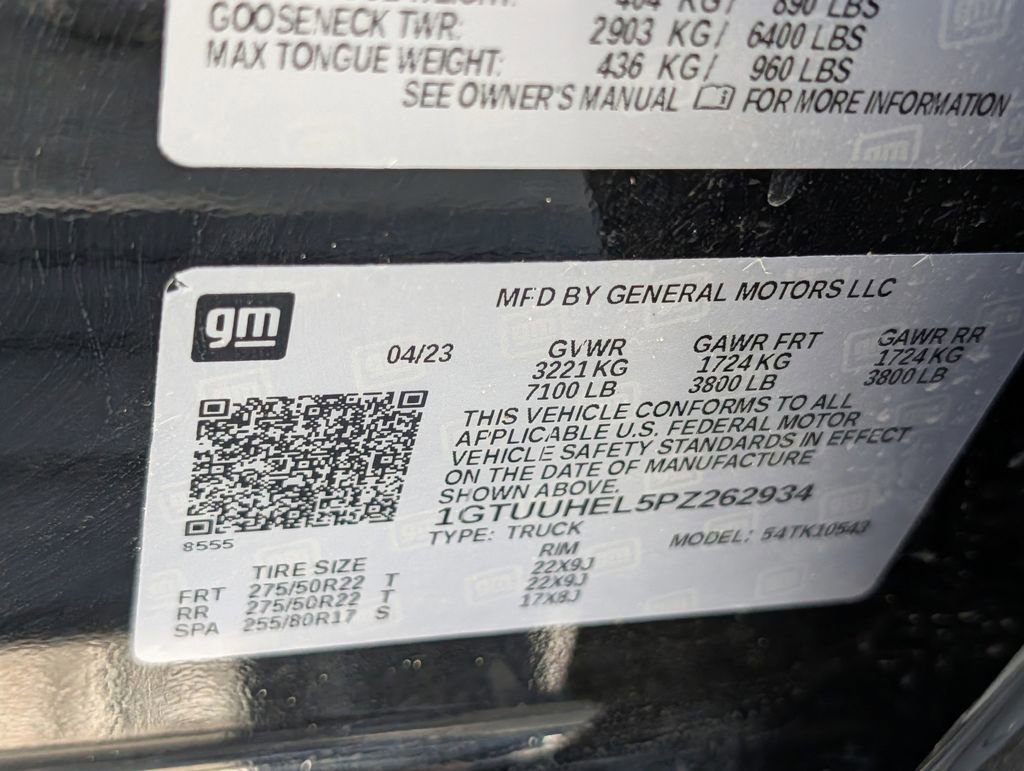 404 KG/ 890 LBS
GOOSENECK TWR: 2903 KG/ 6400 LBS
MAX TONGUE WEIGHT: 436 KG/ 960 LBS
SEE OWNER'S MANUAL FOR MORE INFORMATION
gm
MFD BY GENERAL MOTORS LLC
04/23 GVWR GAWR FRT GAWR RR
3221 KG 1724 KG 1724 KG
7100 LB 3800 LB 3800 LB
THIS VEHICLE CONFORMS TO ALL
APPLICABLE U.S. FEDERAL MOTOR
VEHICLE SAFETY STANDARDS IN EFFECT
ON THE DATE OF MANUFACTURE
SHOWN ABOVE.
1GTUUHEL5PZ262934
8555
TYPE: TRUCK MODEL: 54TK10543
TIRE SIZE RIM
FRT 275/50R22 T 22X9J
RR 275/50R22 T 22X9J
SPA 255/80R17 S 17X8J